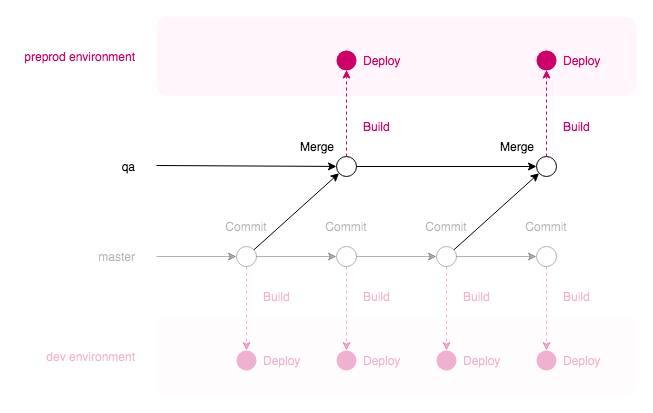 preprod environment
Deploy
Deploy
Build
Build
Merge
Merge
qa
Commit
Commit
Commit
Commit
master
Build
Build
Build
Build
dev environment
Deploy
Deploy
Deploy
Deploy